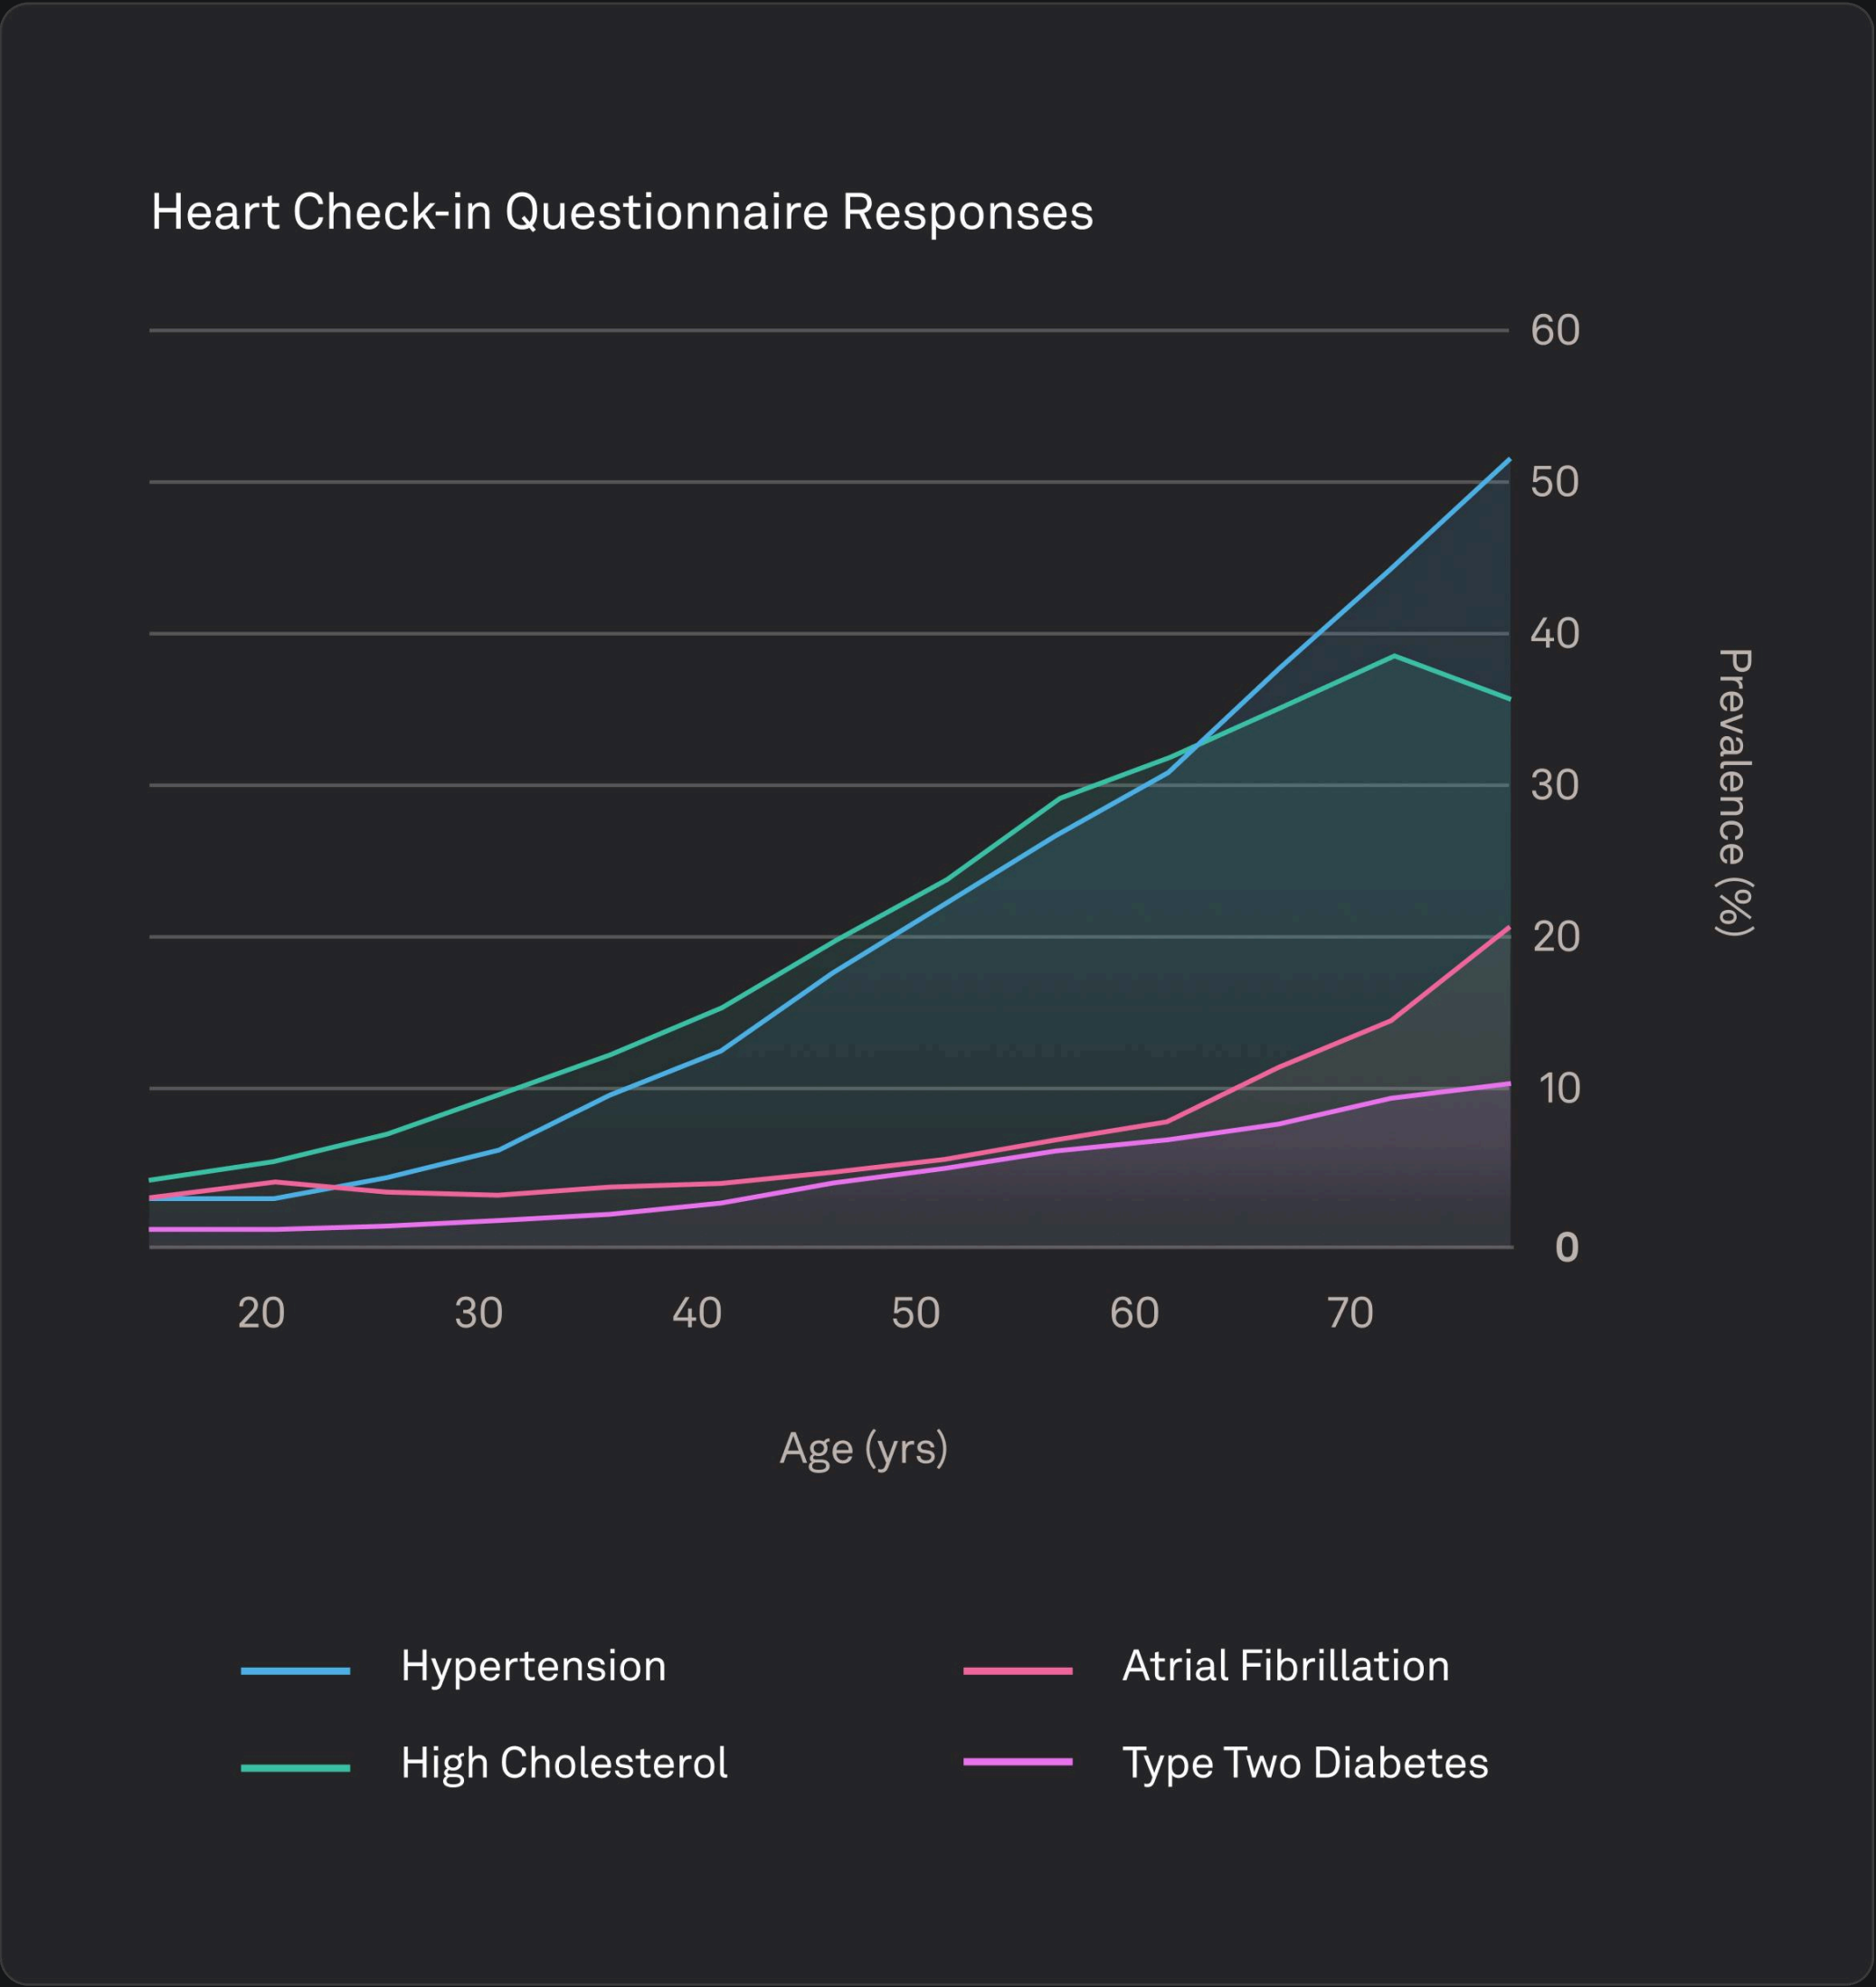 Heart Check-in Questionnaire Responses
60
50
40
30
20
10
0
Prevalence (%)
20 30 40 50 60 70
Age (yrs)
Hypertension
Atrial Fibrillation
High Cholesterol
Type Two Diabetes